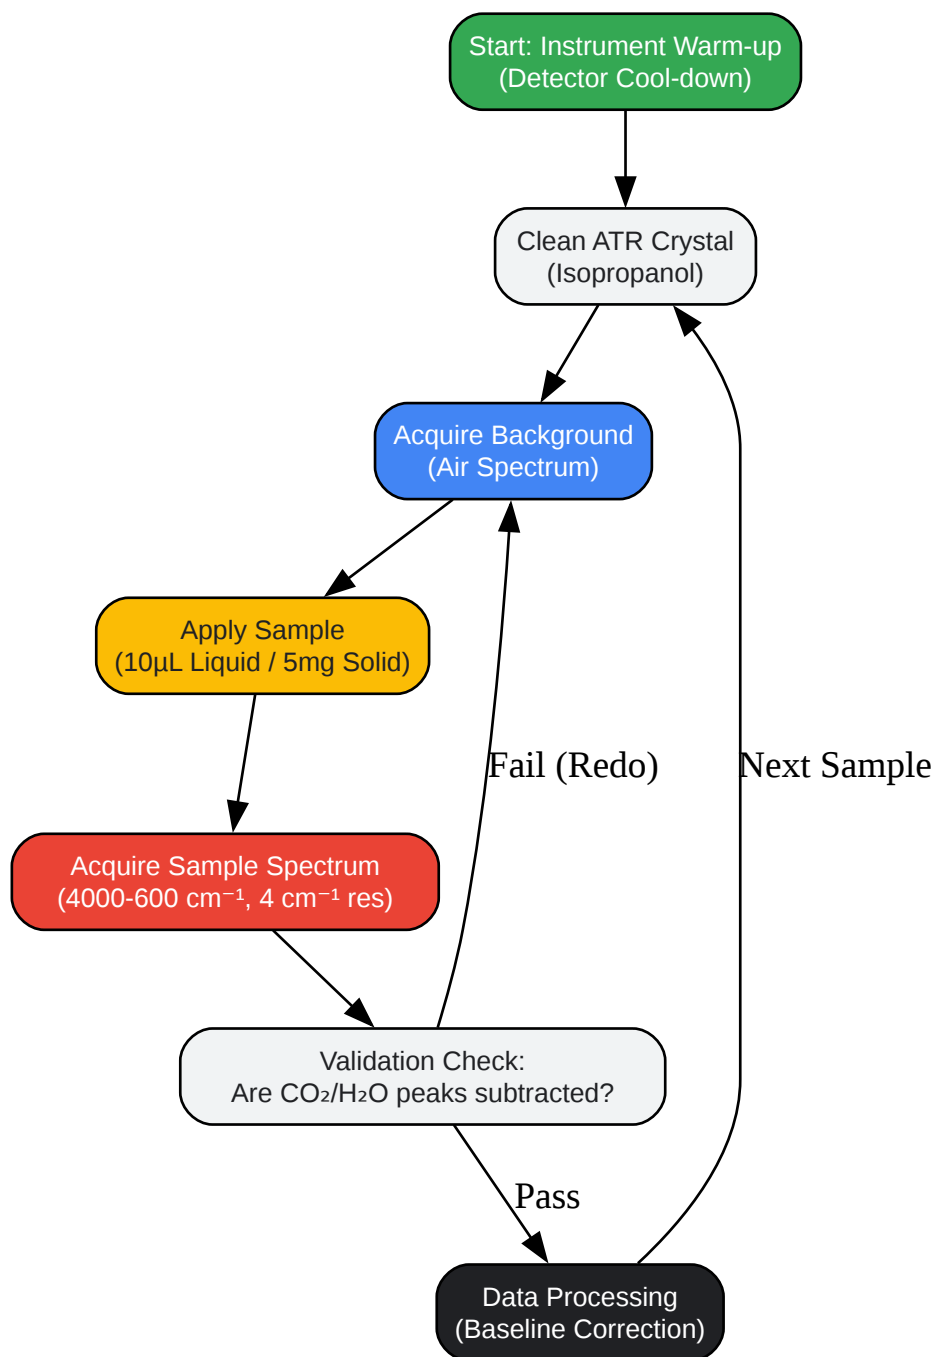 Start: Instrument Warm-up
(Detector Cool-down)
Clean ATR Crystal
(Isopropanol)
Acquire Background
(Air Spectrum)
Apply Sample
(10µL Liquid / 5mg Solid)
Fail (Redo)
Next Sample
Acquire Sample Spectrum
(4000-600 cm⁻¹, 4 cm⁻¹ res)
Validation Check:
Are CO₂/H₂O peaks subtracted?
Pass
Data Processing
(Baseline Correction)